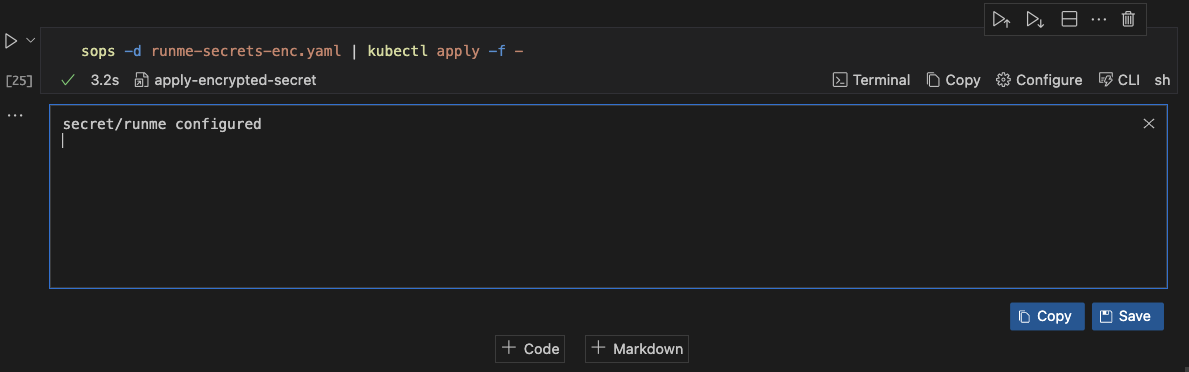 sops -d runme-secrets-enc.yaml | kubectl apply -f -
[25] 3.2s apply-encrypted-secret Terminal Copy Configure CLI sh
secret/runme configured
Copy Save
Code Markdown